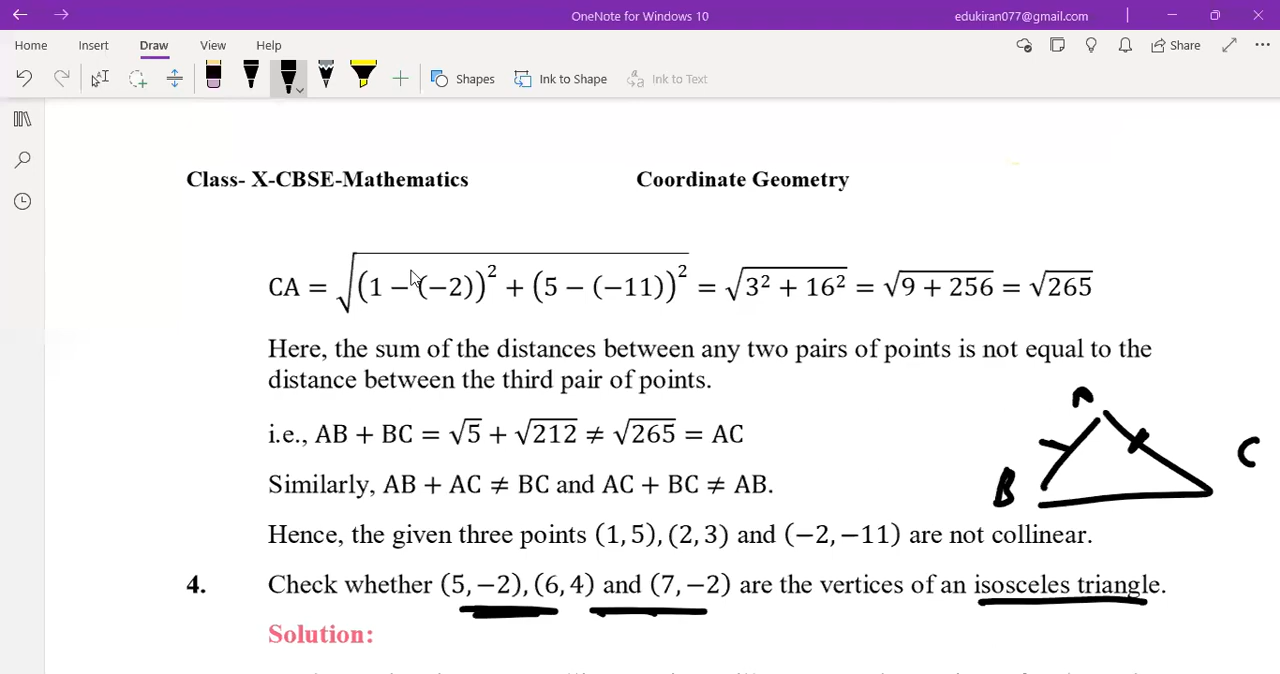 OneNote for Windows 10
edukiran077@gmail.com
Home Insert Draw View Help
Share
Shapes Ink to Shape Ink to Text
Class- X-CBSE-Mathematics Coordinate Geometry
CA = √((1 − (−2))² + (5 − (−11))²) = √(3² + 16²) = √(9 + 256) = √265
Here, the sum of the distances between any two pairs of points is not equal to the
distance between the third pair of points.
i.e., AB + BC = √5 + √212 ≠ √265 = AC
Similarly, AB + AC ≠ BC and AC + BC ≠ AB.
B C
Hence, the given three points (1, 5), (2, 3) and (−2, −11) are not collinear.
4. Check whether (5, −2), (6, 4) and (7, −2) are the vertices of an isosceles triangle.
Solution: